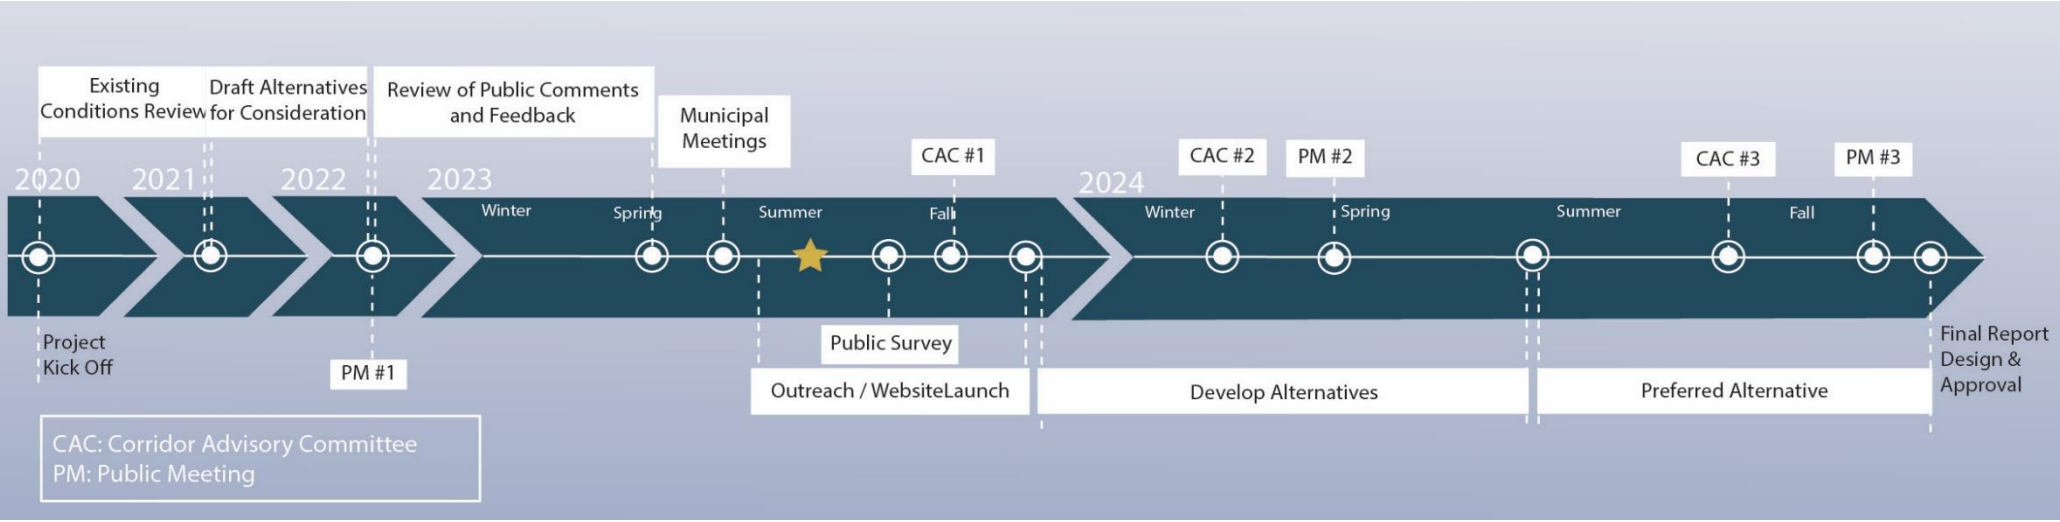 Existing
Conditions Review
Draft Alternatives
for Consideration
Review of Public Comments
and Feedback
Municipal
Meetings
CAC #1
CAC #2
PM #2
CAC #3
PM #3
2020
2021
2022
2023
2024
Winter
Spring
Summer
Fall
Winter
Spring
Summer
Fall
Project
Kick Off
PM #1
Public Survey
Outreach / WebsiteLaunch
Develop Alternatives
Preferred Alternative
Final Report
Design &
Approval
CAC: Corridor Advisory Committee
PM: Public Meeting